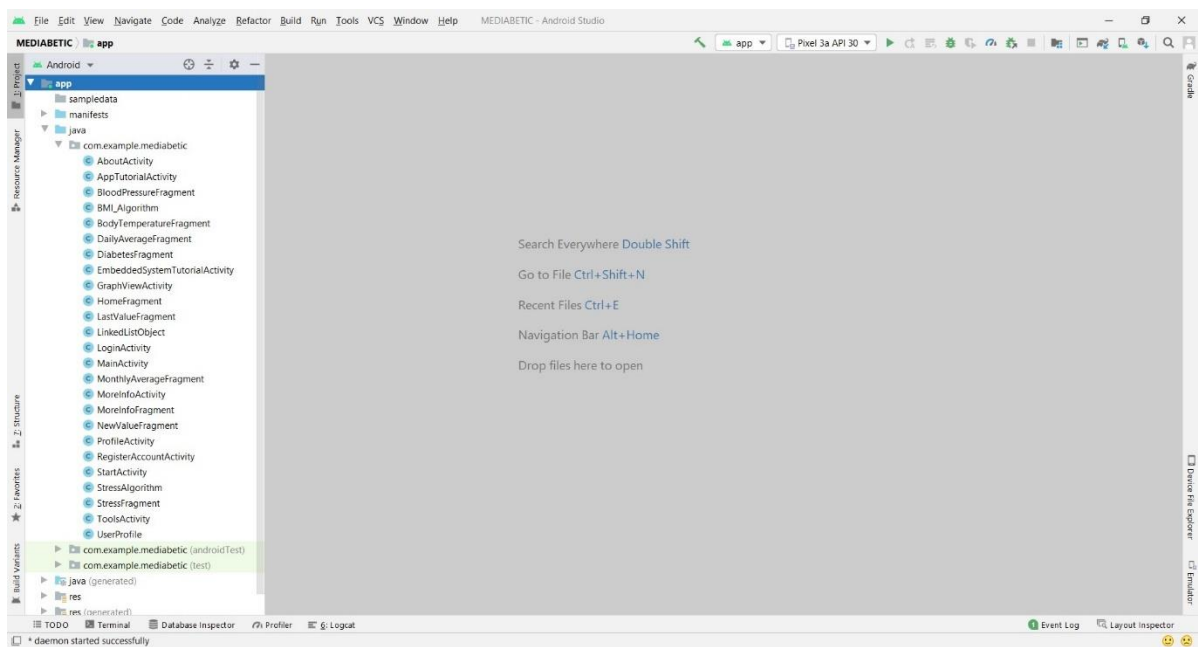 File Edit View Navigate Code Analyze Refactor Build Run Tools VCS Window Help MEDIABETIC - Android Studio
MEDIABETIC app
app Pixel 3a API 30
1: Project
Resource Manager
7: Structure
2: Favorites
Build Variants
Android
app
sampledata
manifests
java
com.example.mediabetic
AboutActivity
AppTutorialActivity
BloodPressureFragment
BMI_Algorithm
BodyTemperatureFragment
DailyAverageFragment
DiabetesFragment
EmbeddedSystemTutorialActivity
GraphViewActivity
HomeFragment
LastValueFragment
LinkedListObject
LoginActivity
MainActivity
MonthlyAverageFragment
MoreInfoActivity
MoreInfoFragment
NewValueFragment
ProfileActivity
RegisterAccountActivity
StartActivity
StressAlgorithm
StressFragment
ToolsActivity
UserProfile
com.example.mediabetic (androidTest)
com.example.mediabetic (test)
java (generated)
res
res (generated)
Search Everywhere Double Shift
Go to File Ctrl+Shift+N
Recent Files Ctrl+E
Navigation Bar Alt+Home
Drop files here to open
Gradle
Device File Explorer
Emulator
TODO Terminal Database Inspector Profiler 6: Logcat
1 Event Log Layout Inspector
* daemon started successfully